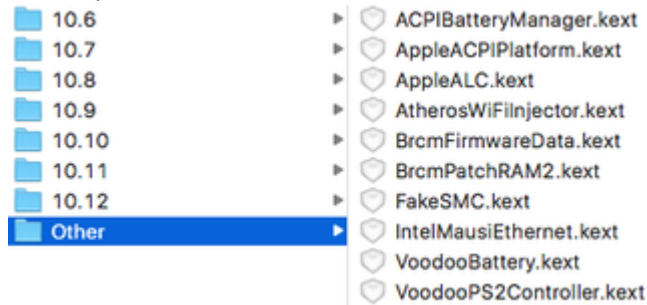 10.6
10.7
10.8
10.9
10.10
10.11
10.12
Other
ACPIBatteryManager.kext
AppleACPIPlatform.kext
AppleALC.kext
AtherosWiFiInjector.kext
BrcmFirmwareData.kext
BrcmPatchRAM2.kext
FakeSMC.kext
IntelMausiEthernet.kext
VoodooBattery.kext
VoodooPS2Controller.kext